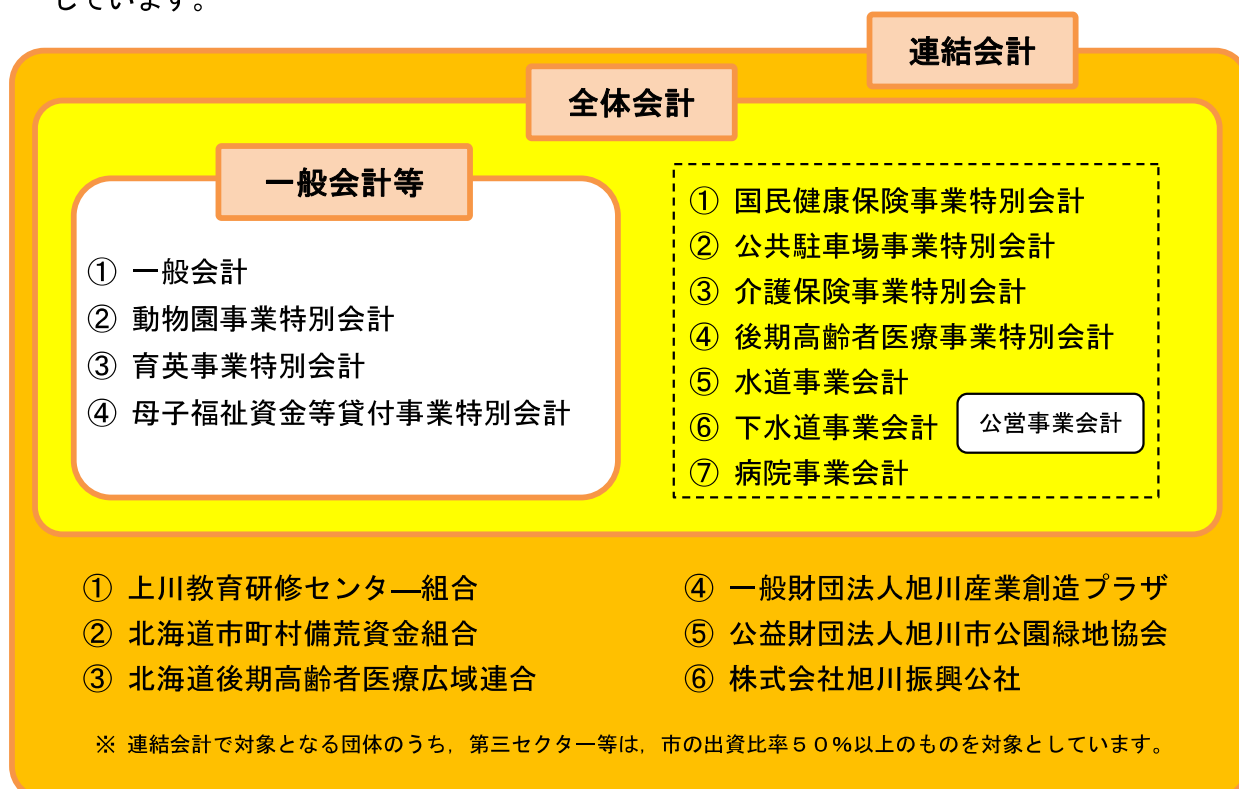 しています。
連結会計
全体会計
一般会計等
① 一般会計
② 動物園事業特別会計
③ 育英事業特別会計
④ 母子福祉資金等貸付事業特別会計
① 国民健康保険事業特別会計
② 公共駐車場事業特別会計
③ 介護保険事業特別会計
④ 後期高齢者医療事業特別会計
⑤ 水道事業会計
⑥ 下水道事業会計
公営事業会計
⑦ 病院事業会計
① 上川教育研修センタ―組合
② 北海道市町村備荒資金組合
③ 北海道後期高齢者医療広域連合
④ 一般財団法人旭川産業創造プラザ
⑤ 公益財団法人旭川市公園緑地協会
⑥ 株式会社旭川振興公社
※ 連結会計で対象となる団体のうち，第三セクター等は，市の出資比率５０％以上のものを対象としています。